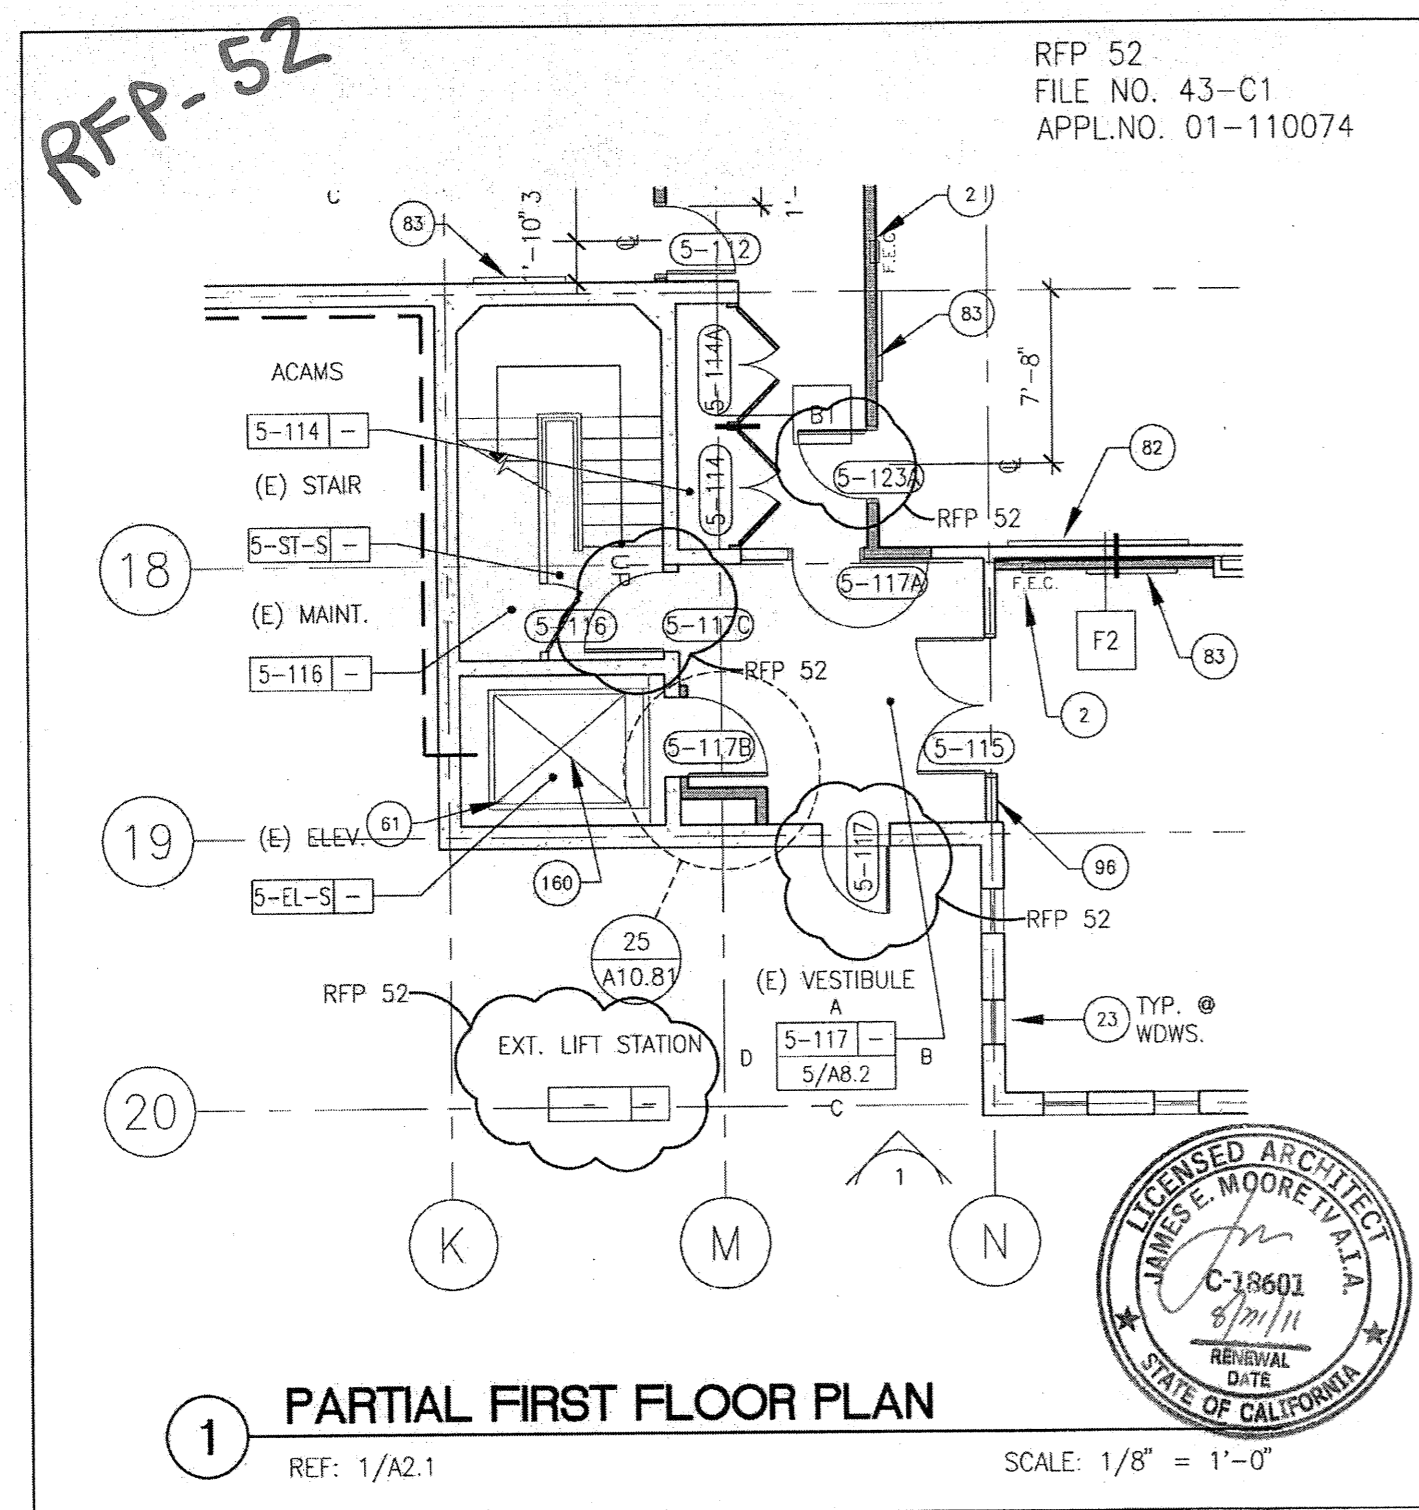 RFP-52
RFP 52
FILE NO. 43-C1
APPL.NO. 01-110074
C
83
1'-10" 3
℄
5-112
1'-
2
F.E.C.
83
7'-8"
ACAMS
5-114 -
(E) STAIR
5-ST-S -
(E) MAINT.
5-116 -
5-114A
5-114
B1
5-123A
℄
RFP 52
82
18
UP
5-116
5-117C
RFP 52
5-117A
F.E.C.
F2
83
2
5-117B
5-115
19
(E) ELEV.
61
5-EL-S -
160
5-117
96
RFP 52
25
A10.81
(E) VESTIBULE
A
5-117 -
5/A8.2
D
B
C
23
TYP. @
WDWS.
RFP 52
EXT. LIFT STATION
- -
20
1
K
M
N
LICENSED ARCHITECT
JAMES E. MOORE IV A.I.A.
C-18601
RENEWAL
DATE
STATE OF CALIFORNIA
1
PARTIAL FIRST FLOOR PLAN
REF: 1/A2.1
SCALE: 1/8" = 1'-0"